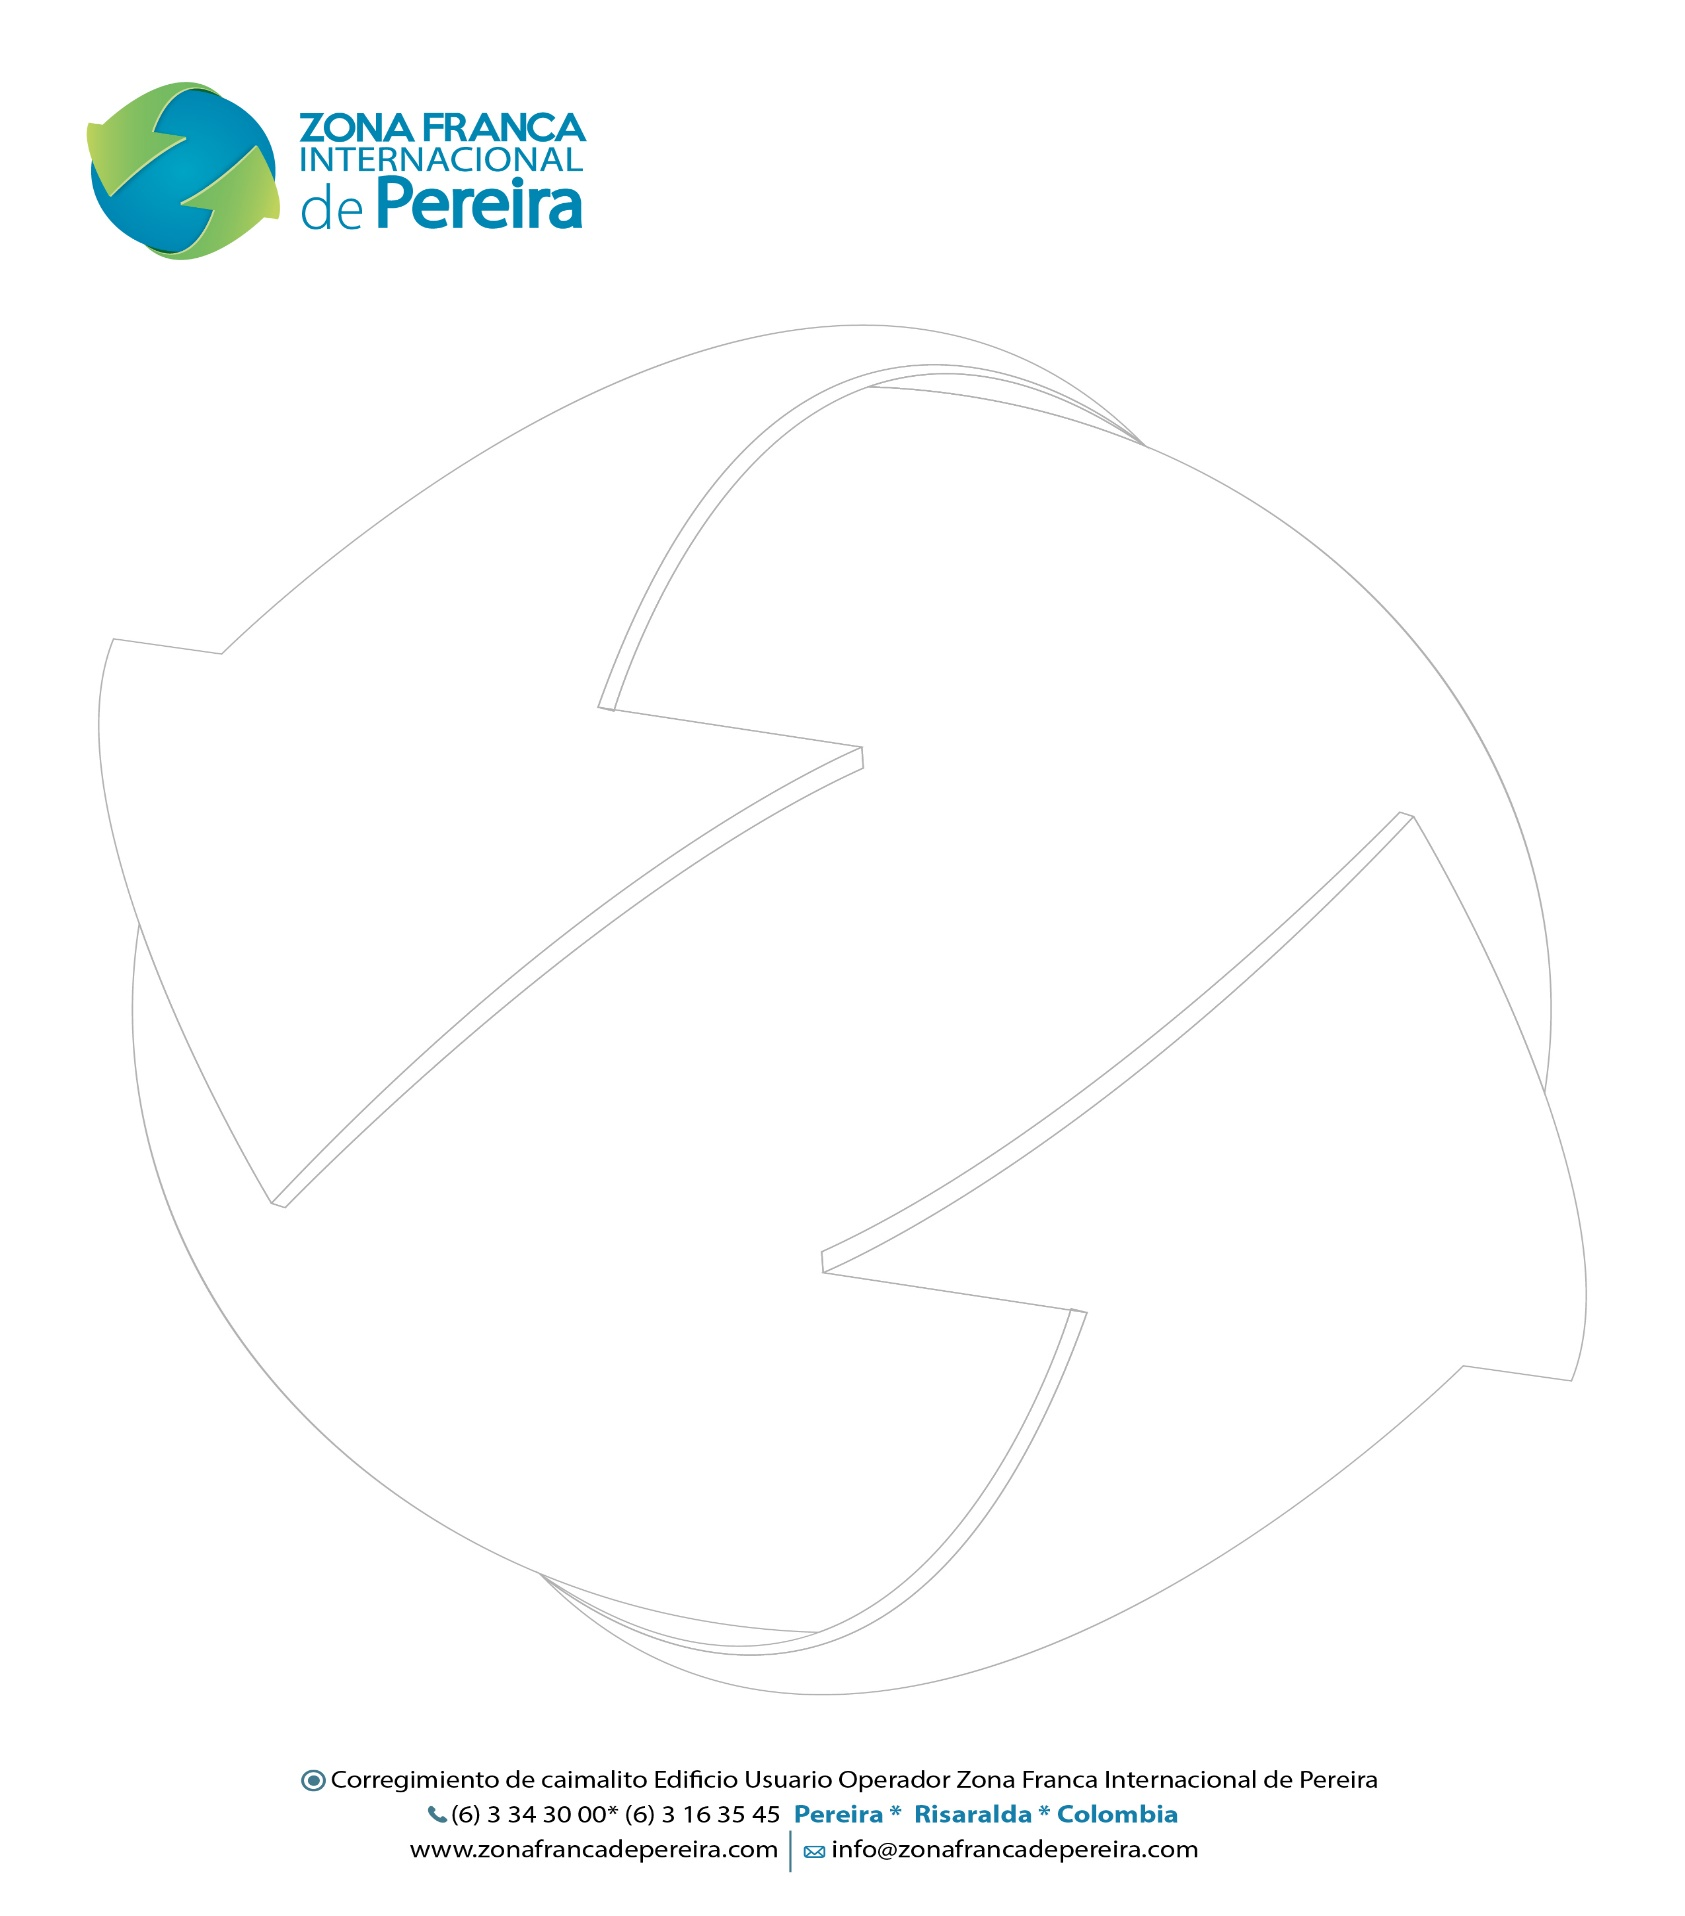 ZONA FRANCA
INTERNACIONAL
de Pereira
Corregimiento de caimalito Edificio Usuario Operador Zona Franca Internacional de Pereira
(6) 3 34 30 00* (6) 3 16 35 45 Pereira * Risaralda * Colombia
www.zonafrancadepereira.com | info@zonafrancadepereira.com